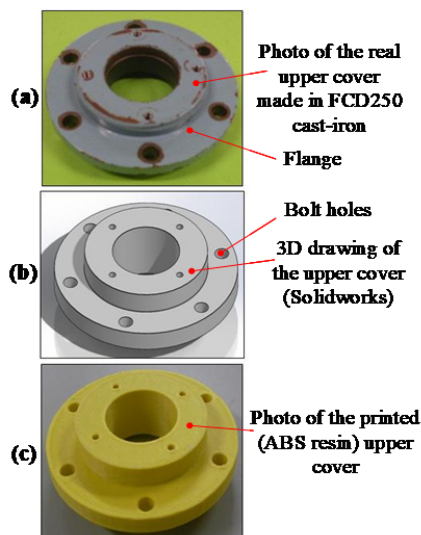 (a)
Photo of the real
upper cover
made in FCD250
cast-iron
Flange
(b)
Bolt holes
3D drawing of
the upper cover
(Solidworks)
(c)
Photo of the printed
(ABS resin) upper
cover